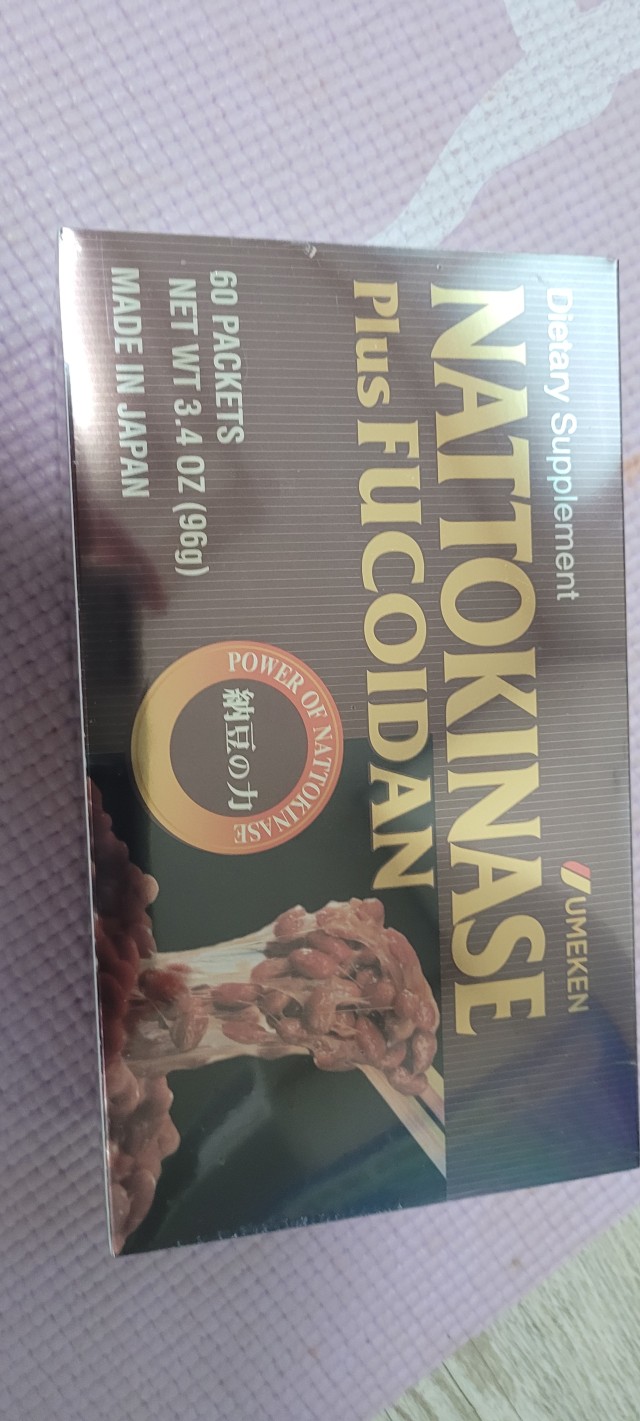 Dietary Supplement
UMEKEN
NATTOKINASE
Plus FUCOIDAN
60 PACKETS
NET WT 3.4 OZ (96g)
MADE IN JAPAN
POWER OF NATTOKINASE
納豆の力